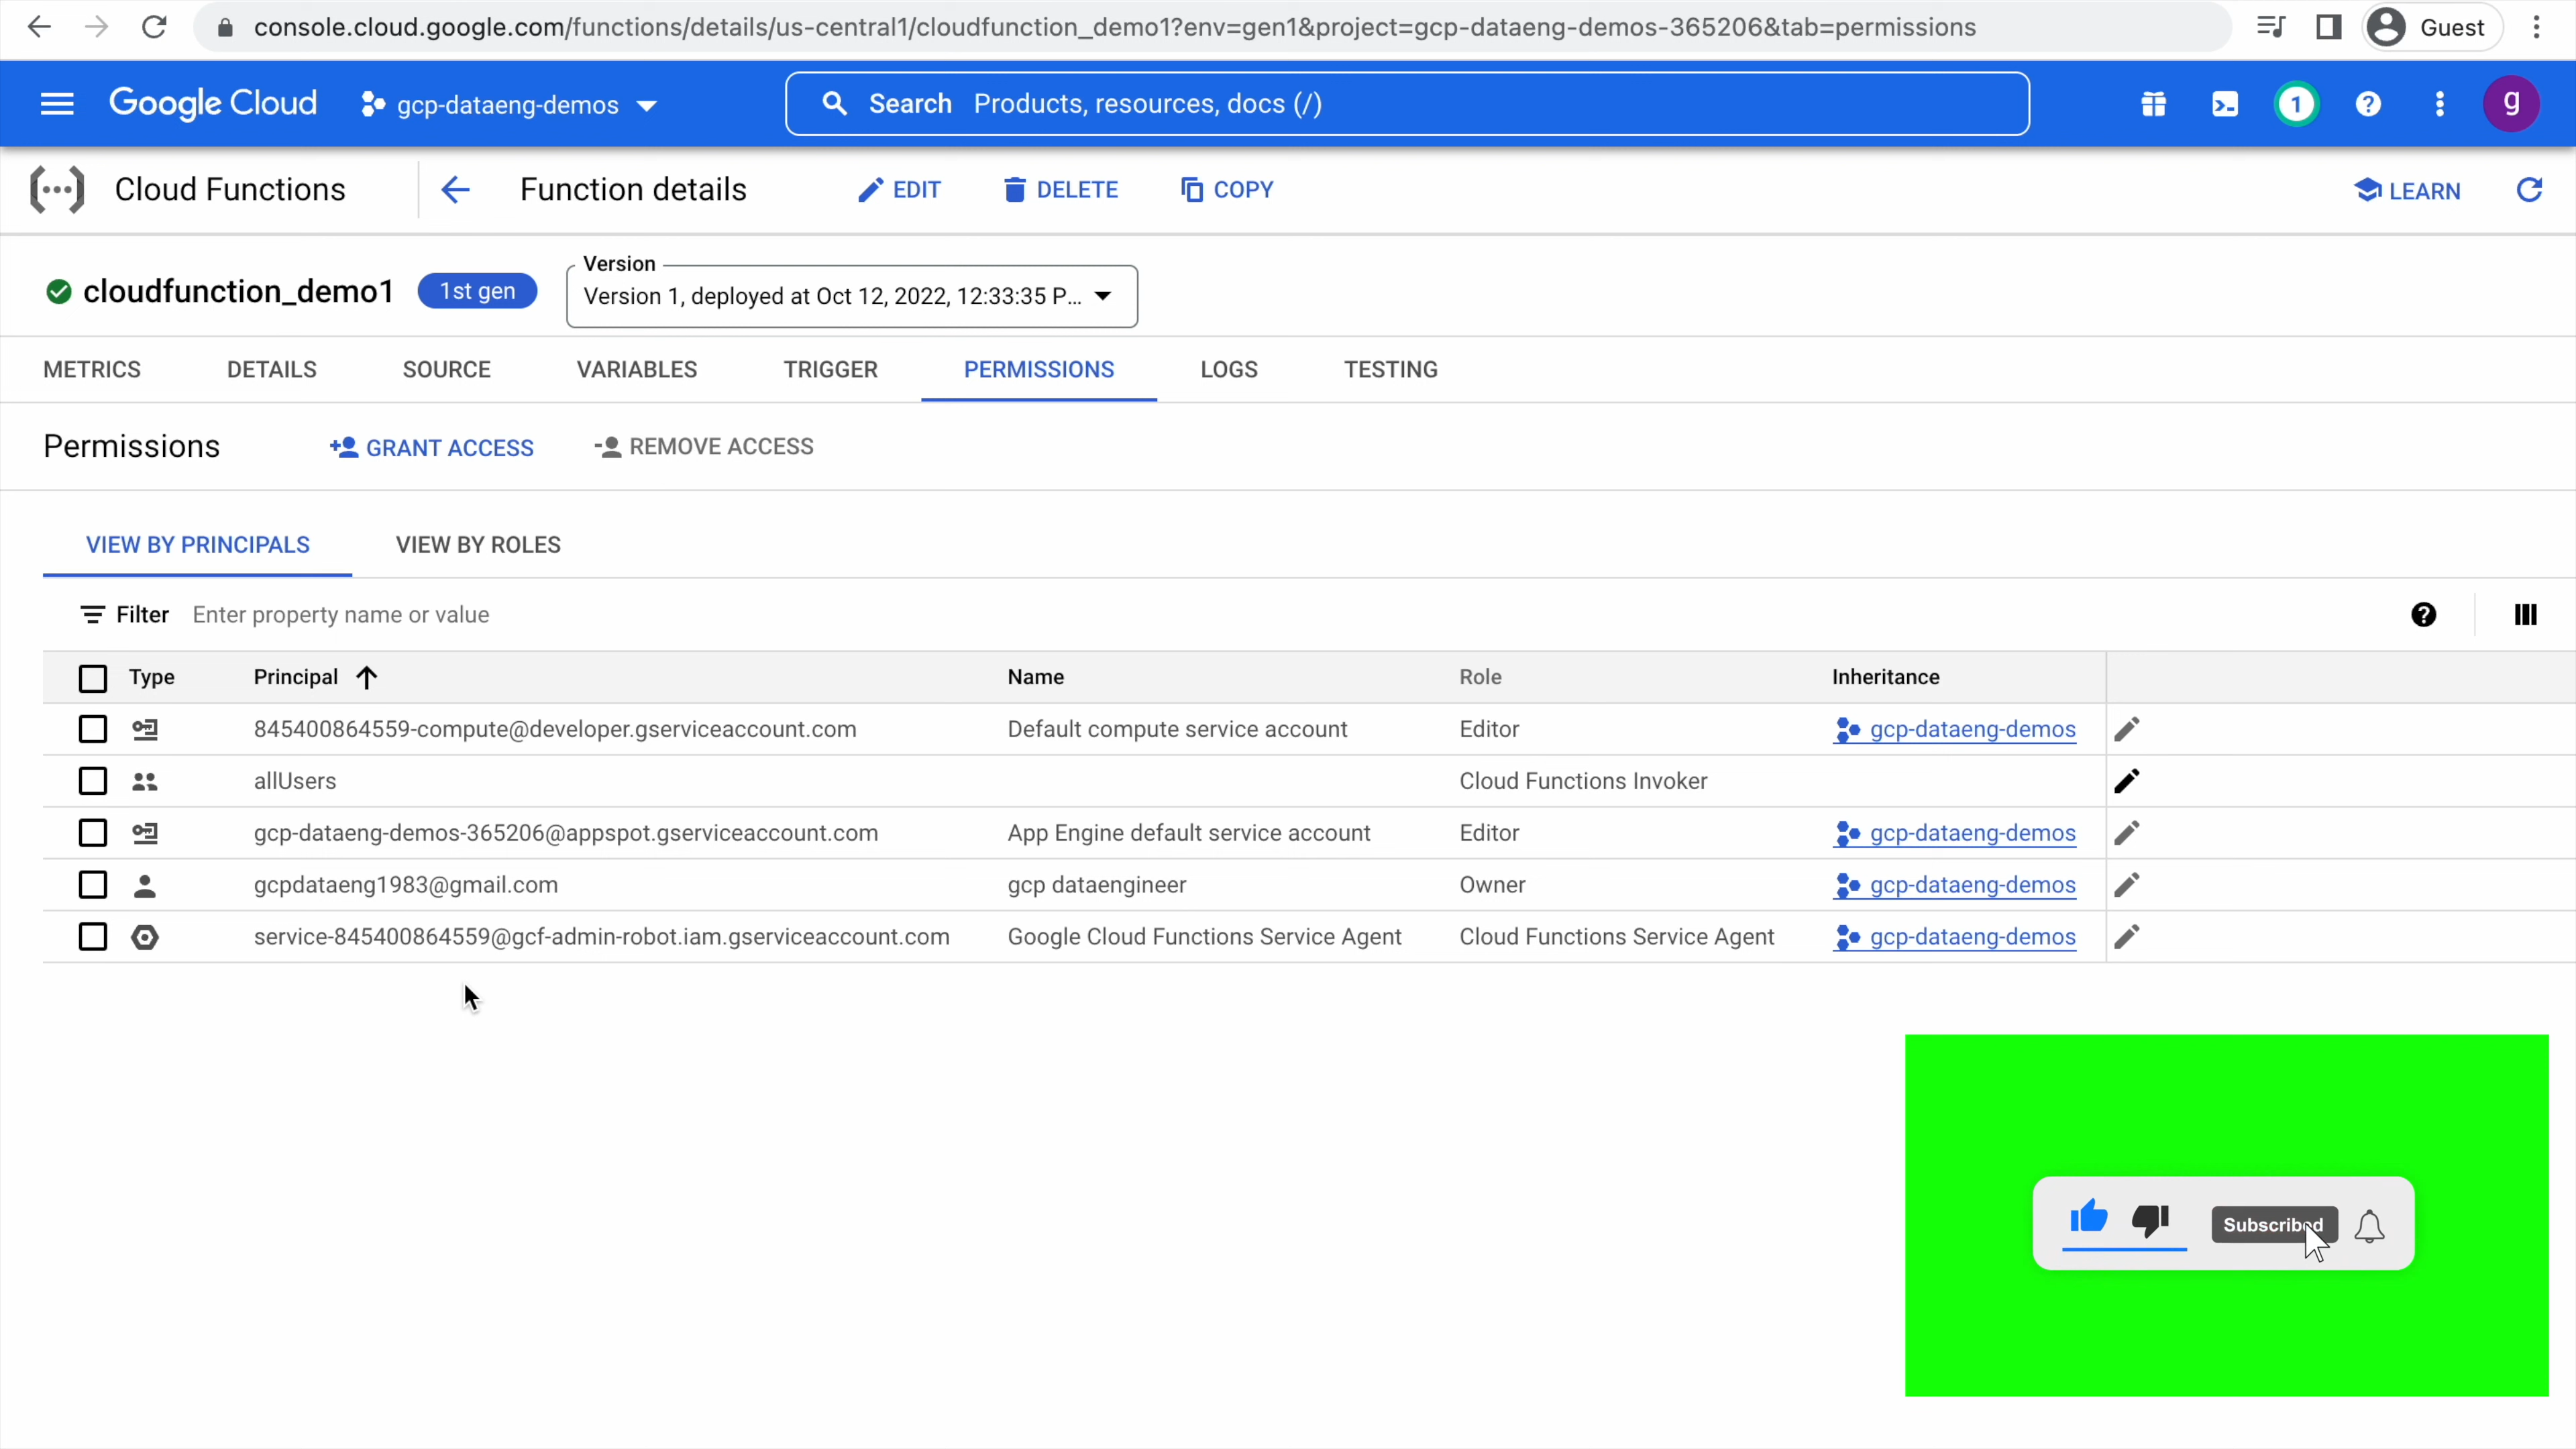 console.cloud.google.com/functions/details/us-central1/cloudfunction_demo1?env=gen1&project=gcp-dataeng-demos-365206&tab=permissions
Guest
Google Cloud
gcp-dataeng-demos
Search Products, resources, docs (/)
1
?
g
Cloud Functions
Function details
EDIT
DELETE
COPY
LEARN
cloudfunction_demo1
1st gen
Version
Version 1, deployed at Oct 12, 2022, 12:33:35 P...
METRICS
DETAILS
SOURCE
VARIABLES
TRIGGER
PERMISSIONS
LOGS
TESTING
Permissions
GRANT ACCESS
REMOVE ACCESS
VIEW BY PRINCIPALS
VIEW BY ROLES
Filter Enter property name or value
?
Type Principal Name Role Inheritance
845400864559-compute@developer.gserviceaccount.com Default compute service account Editor gcp-dataeng-demos
allUsers Cloud Functions Invoker
gcp-dataeng-demos-365206@appspot.gserviceaccount.com App Engine default service account Editor gcp-dataeng-demos
gcpdataeng1983@gmail.com gcp dataengineer Owner gcp-dataeng-demos
service-845400864559@gcf-admin-robot.iam.gserviceaccount.com Google Cloud Functions Service Agent Cloud Functions Service Agent gcp-dataeng-demos
Subscribed